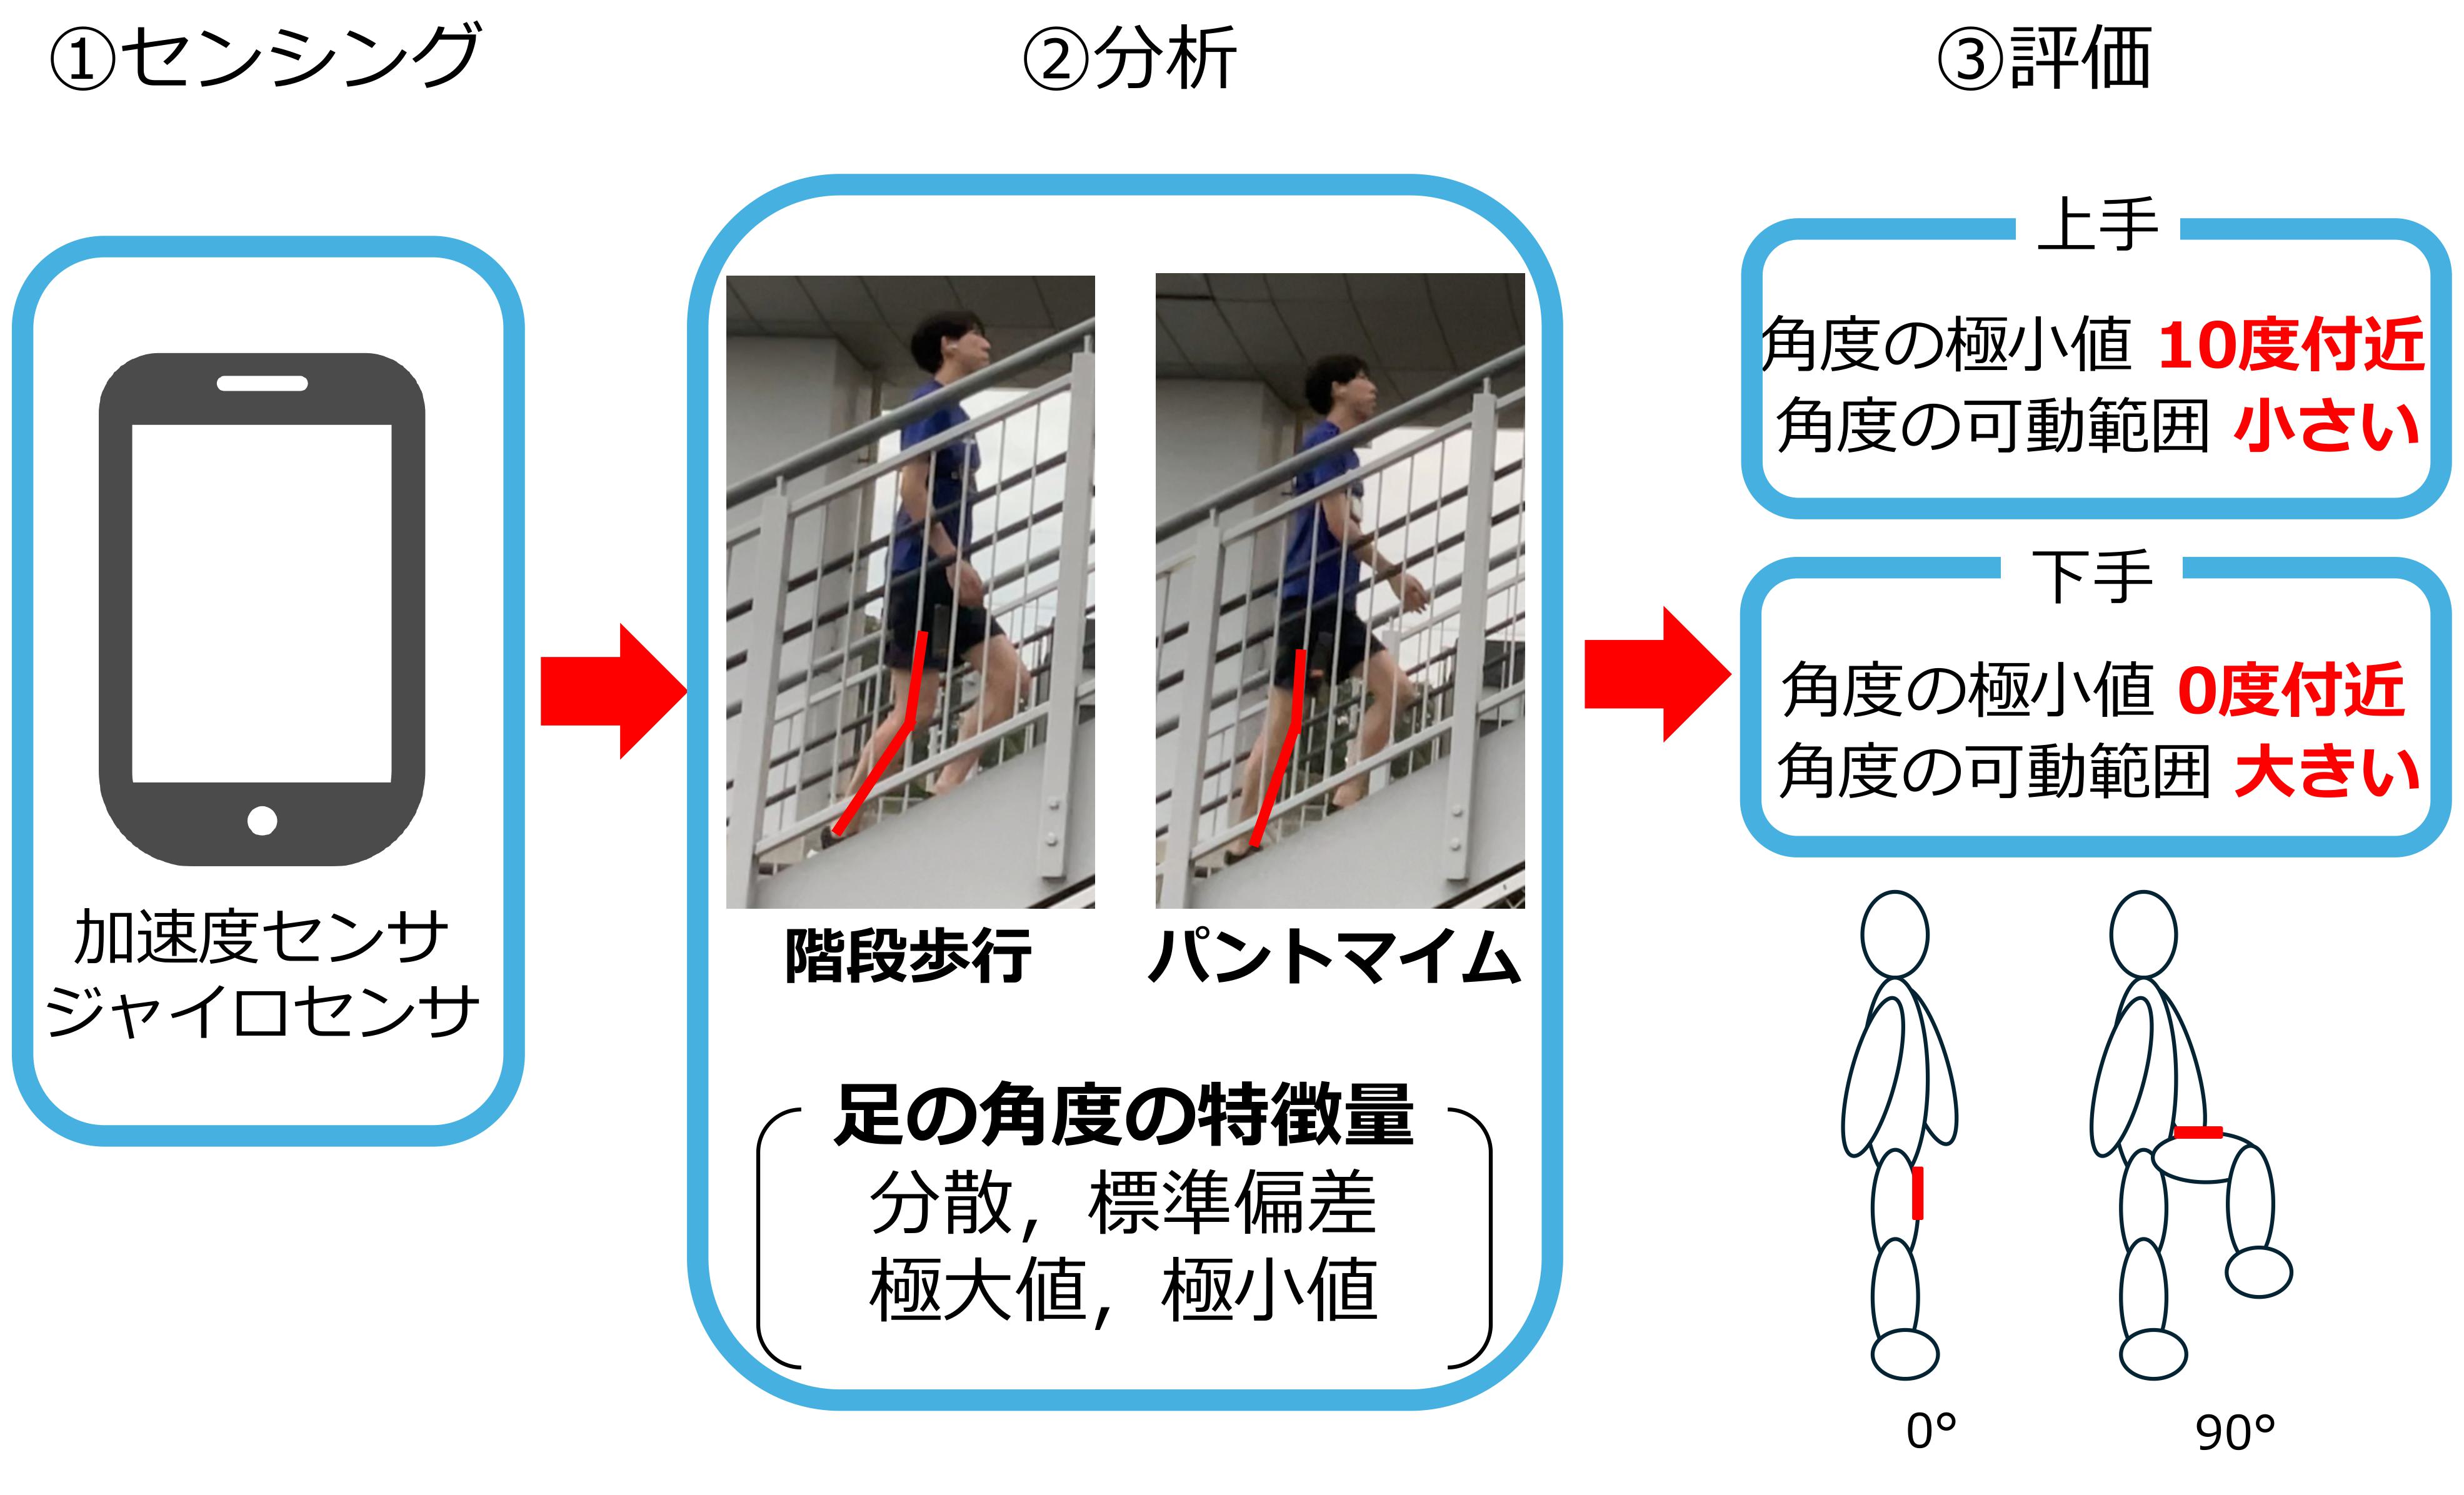 ①センシング
②分析
③評価
加速度センサ
ジャイロセンサ
階段歩行
パントマイム
足の角度の特徴量
分散，標準偏差
極大値，極小値
上手
角度の極小値 10度付近
角度の可動範囲 小さい
下手
角度の極小値 0度付近
角度の可動範囲 大きい
0°
90°